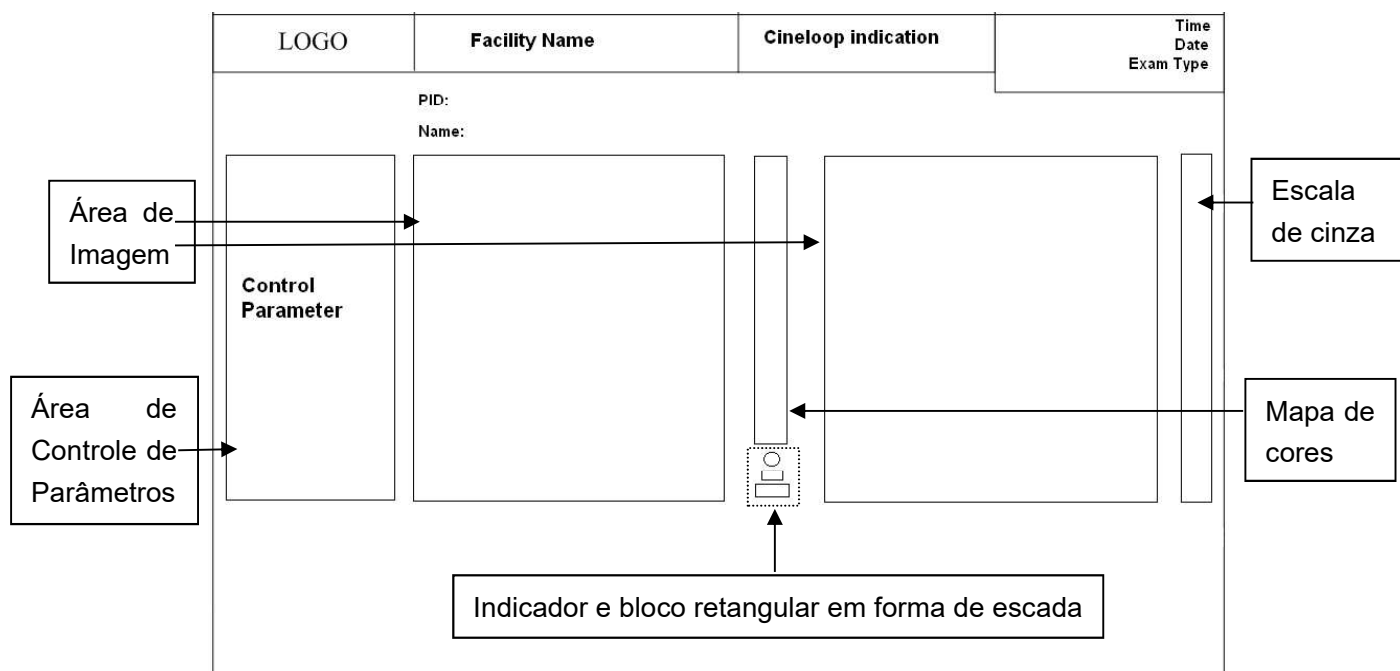 LOGO
Facility Name
Cineloop indication
Time
Date
Exam Type
PID:
Name:
Área de
Imagem
Control
Parameter
Área de
Controle de
Parâmetros
Escala
de cinza
Mapa de
cores
Indicador e bloco retangular em forma de escada